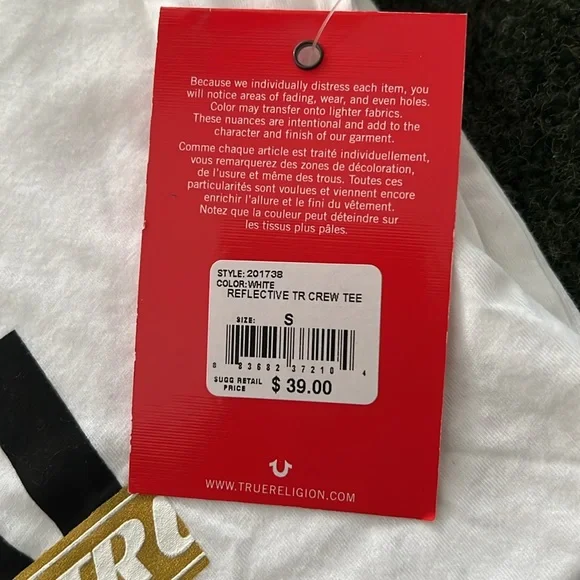 Because we individually distress each item, you
will notice areas of fading, wear, and even holes.
Color may transfer onto lighter fabrics.
These nuances are intentional and add to the
character and finish of our garment.
Comme chaque article est traité individuellement,
vous remarquerez des zones de décoloration,
de l'usure et même des trous. Toutes ces
particularités sont voulues et viennent encore
enrichir l'allure et le fini du vêtement.
Notez que la couleur peut déteindre sur
les tissus plus pâles.
STYLE: 201738
COLOR:WHITE
REFLECTIVE TR CREW TEE
SIZE: S
8 83682 37210 4
SUGG RETAIL
PRICE $ 39.00
WWW.TRUERELIGION.COM